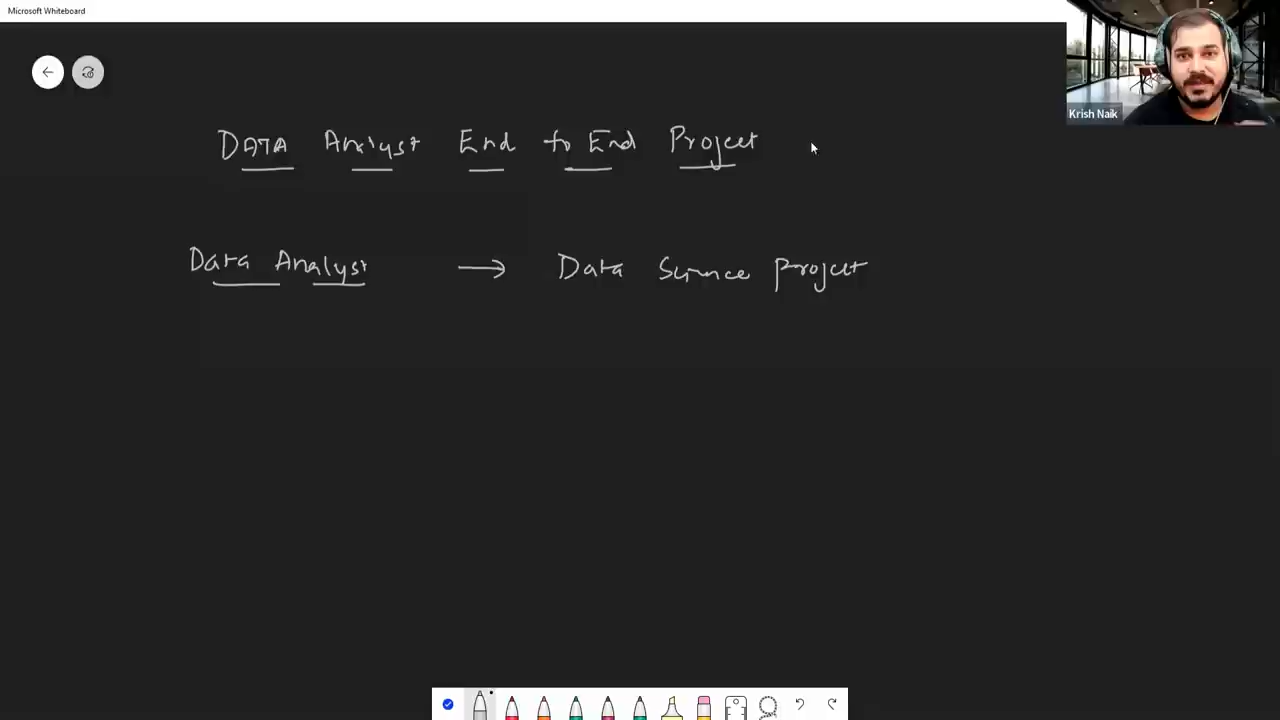 Microsoft Whiteboard
Krish Naik
DATA Analyst End to End Project
Data Analyst → Data Science Project